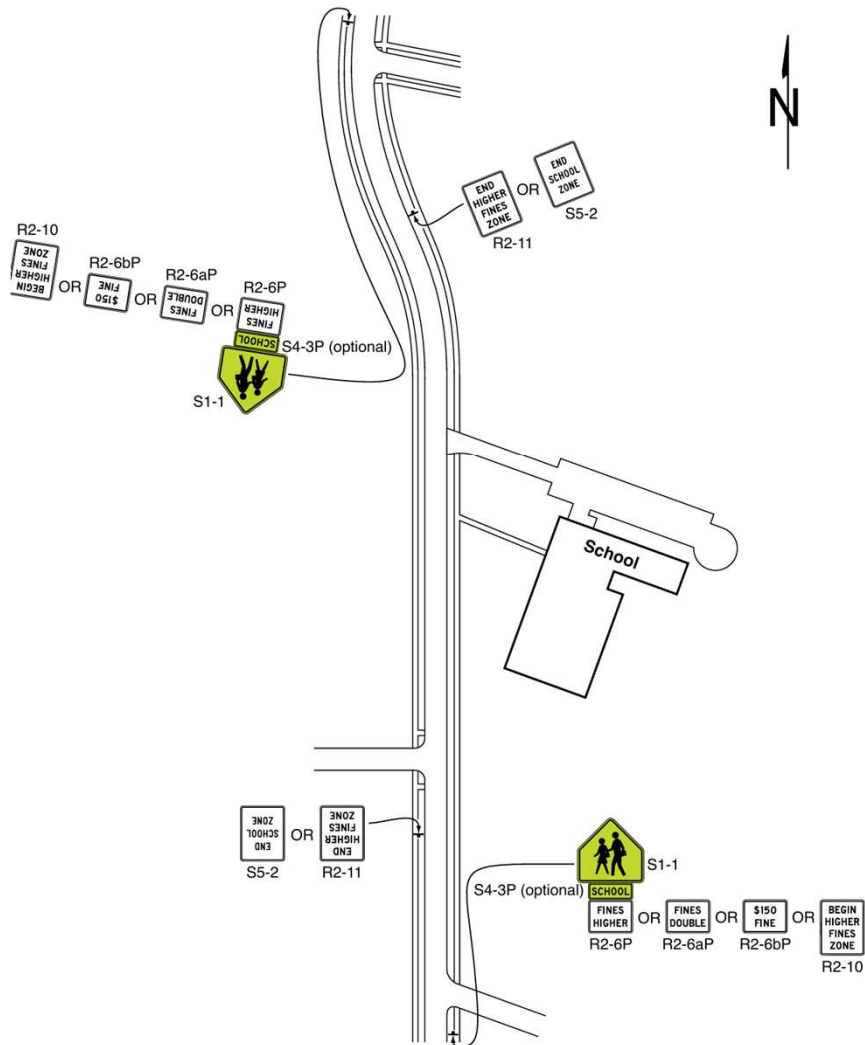 N
END
HIGHER
FINES
ZONE
OR
END
SCHOOL
ZONE
R2-11
S5-2
R2-10
BEGIN
HIGHER
FINES
ZONE
OR
R2-6bP
$150
FINE
OR
R2-6aP
FINES
DOUBLE
OR
R2-6P
FINES
HIGHER
SCHOOL
S4-3P (optional)
S1-1
School
END
SCHOOL
ZONE
S5-2
OR
END
HIGHER
FINES
ZONE
R2-11
S1-1
S4-3P (optional)
SCHOOL
FINES
HIGHER
R2-6P
OR
FINES
DOUBLE
R2-6aP
OR
$150
FINE
R2-6bP
OR
BEGIN
HIGHER
FINES
ZONE
R2-10